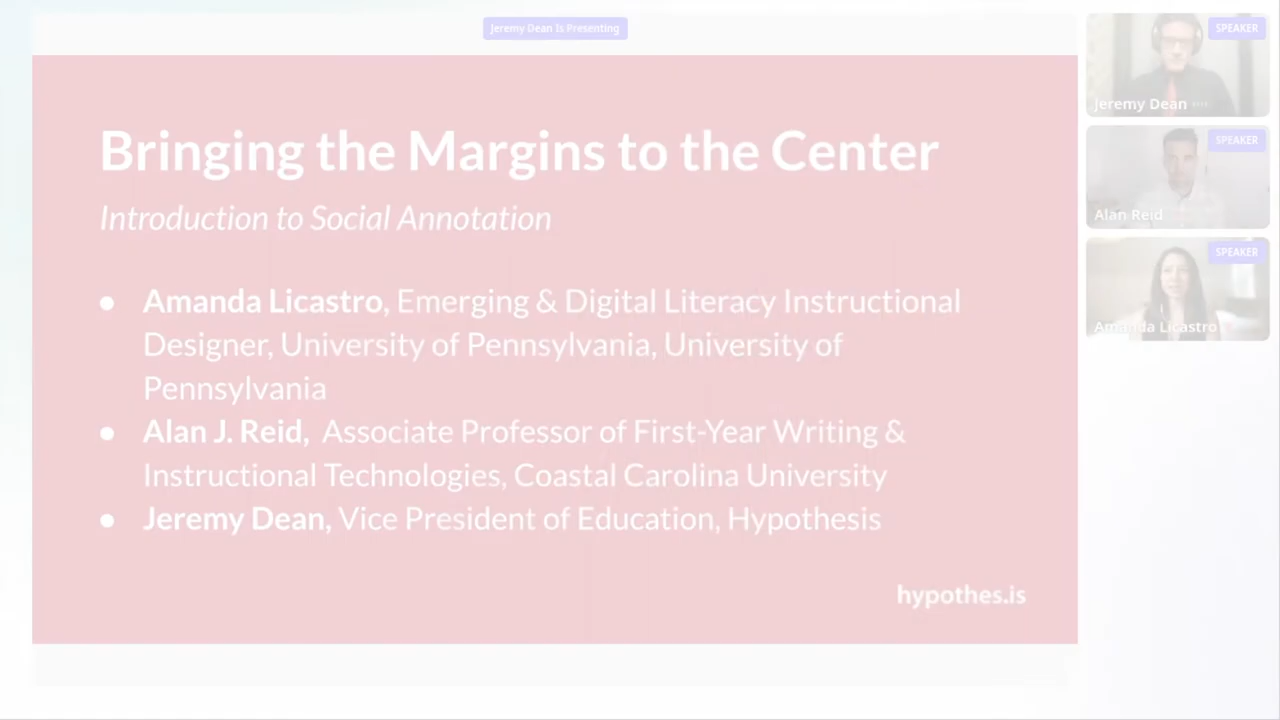 Jeremy Dean Is Presenting
Bringing the Margins to the Center
Introduction to Social Annotation
● Amanda Licastro, Emerging & Digital Literacy Instructional
Designer, University of Pennsylvania, University of
Pennsylvania
● Alan J. Reid, Associate Professor of First-Year Writing &
Instructional Technologies, Coastal Carolina University
● Jeremy Dean, Vice President of Education, Hypothesis
hypothes.is
SPEAKER
Jeremy Dean
SPEAKER
Alan Reid
SPEAKER
Amanda Licastro